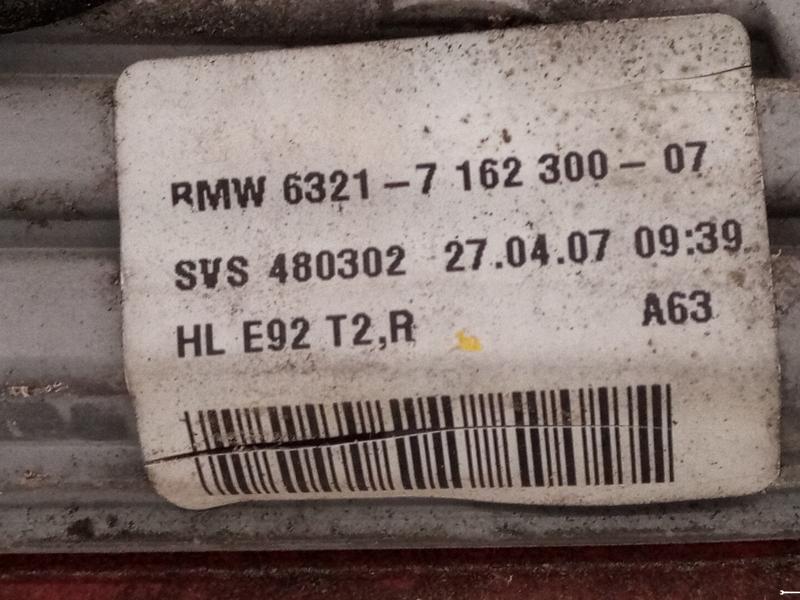 BMW 6321-7 162 300-07
SVS 480302 27.04.07 09:39
HL E92 T2,R A63